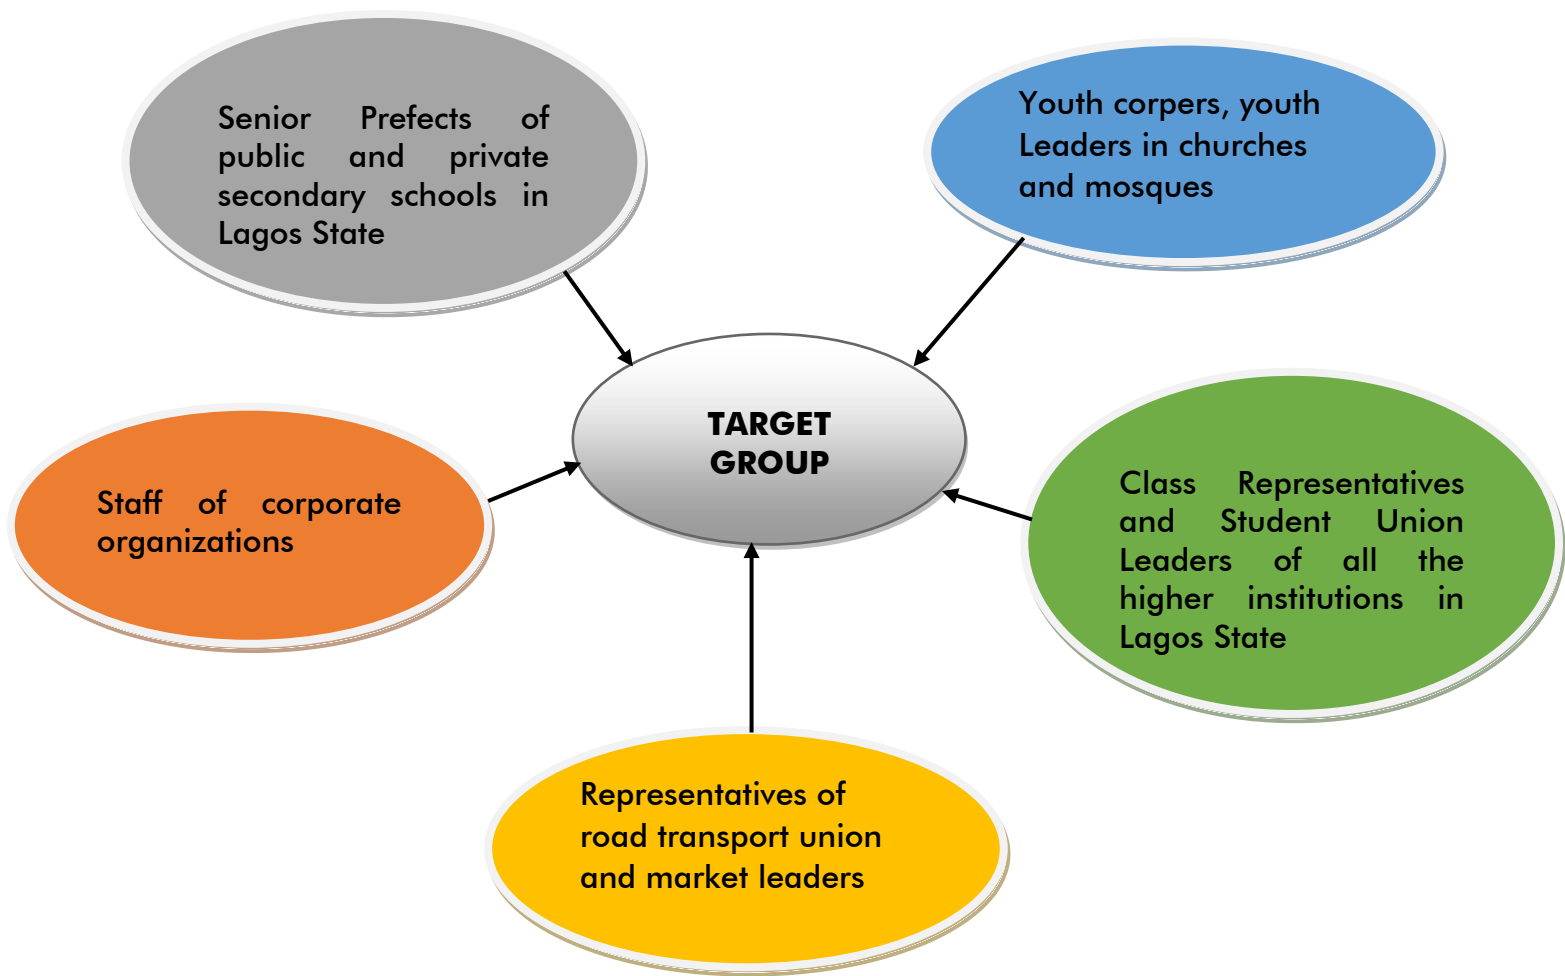 Senior Prefects of
public and private
secondary schools in
Lagos State
Youth corpers, youth
Leaders in churches
and mosques
TARGET
GROUP
Staff of corporate
organizations
Class Representatives
and Student Union
Leaders of all the
higher institutions in
Lagos State
Representatives of
road transport union
and market leaders